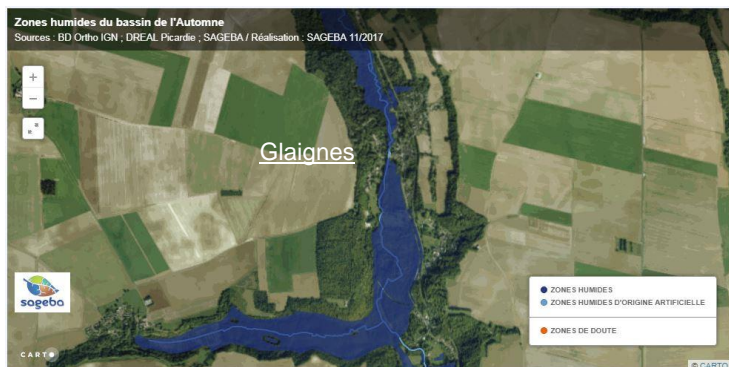 Zones humides du bassin de l'Automne
Sources : BD Ortho IGN ; DREAL Picardie ; SAGEBA / Réalisation : SAGEBA 11/2017
+
−
Glaignes
sageba
ZONES HUMIDES
ZONES HUMIDES D'ORIGINE ARTIFICIELLE
ZONES DE DOUTE
CARTO
© CARTO